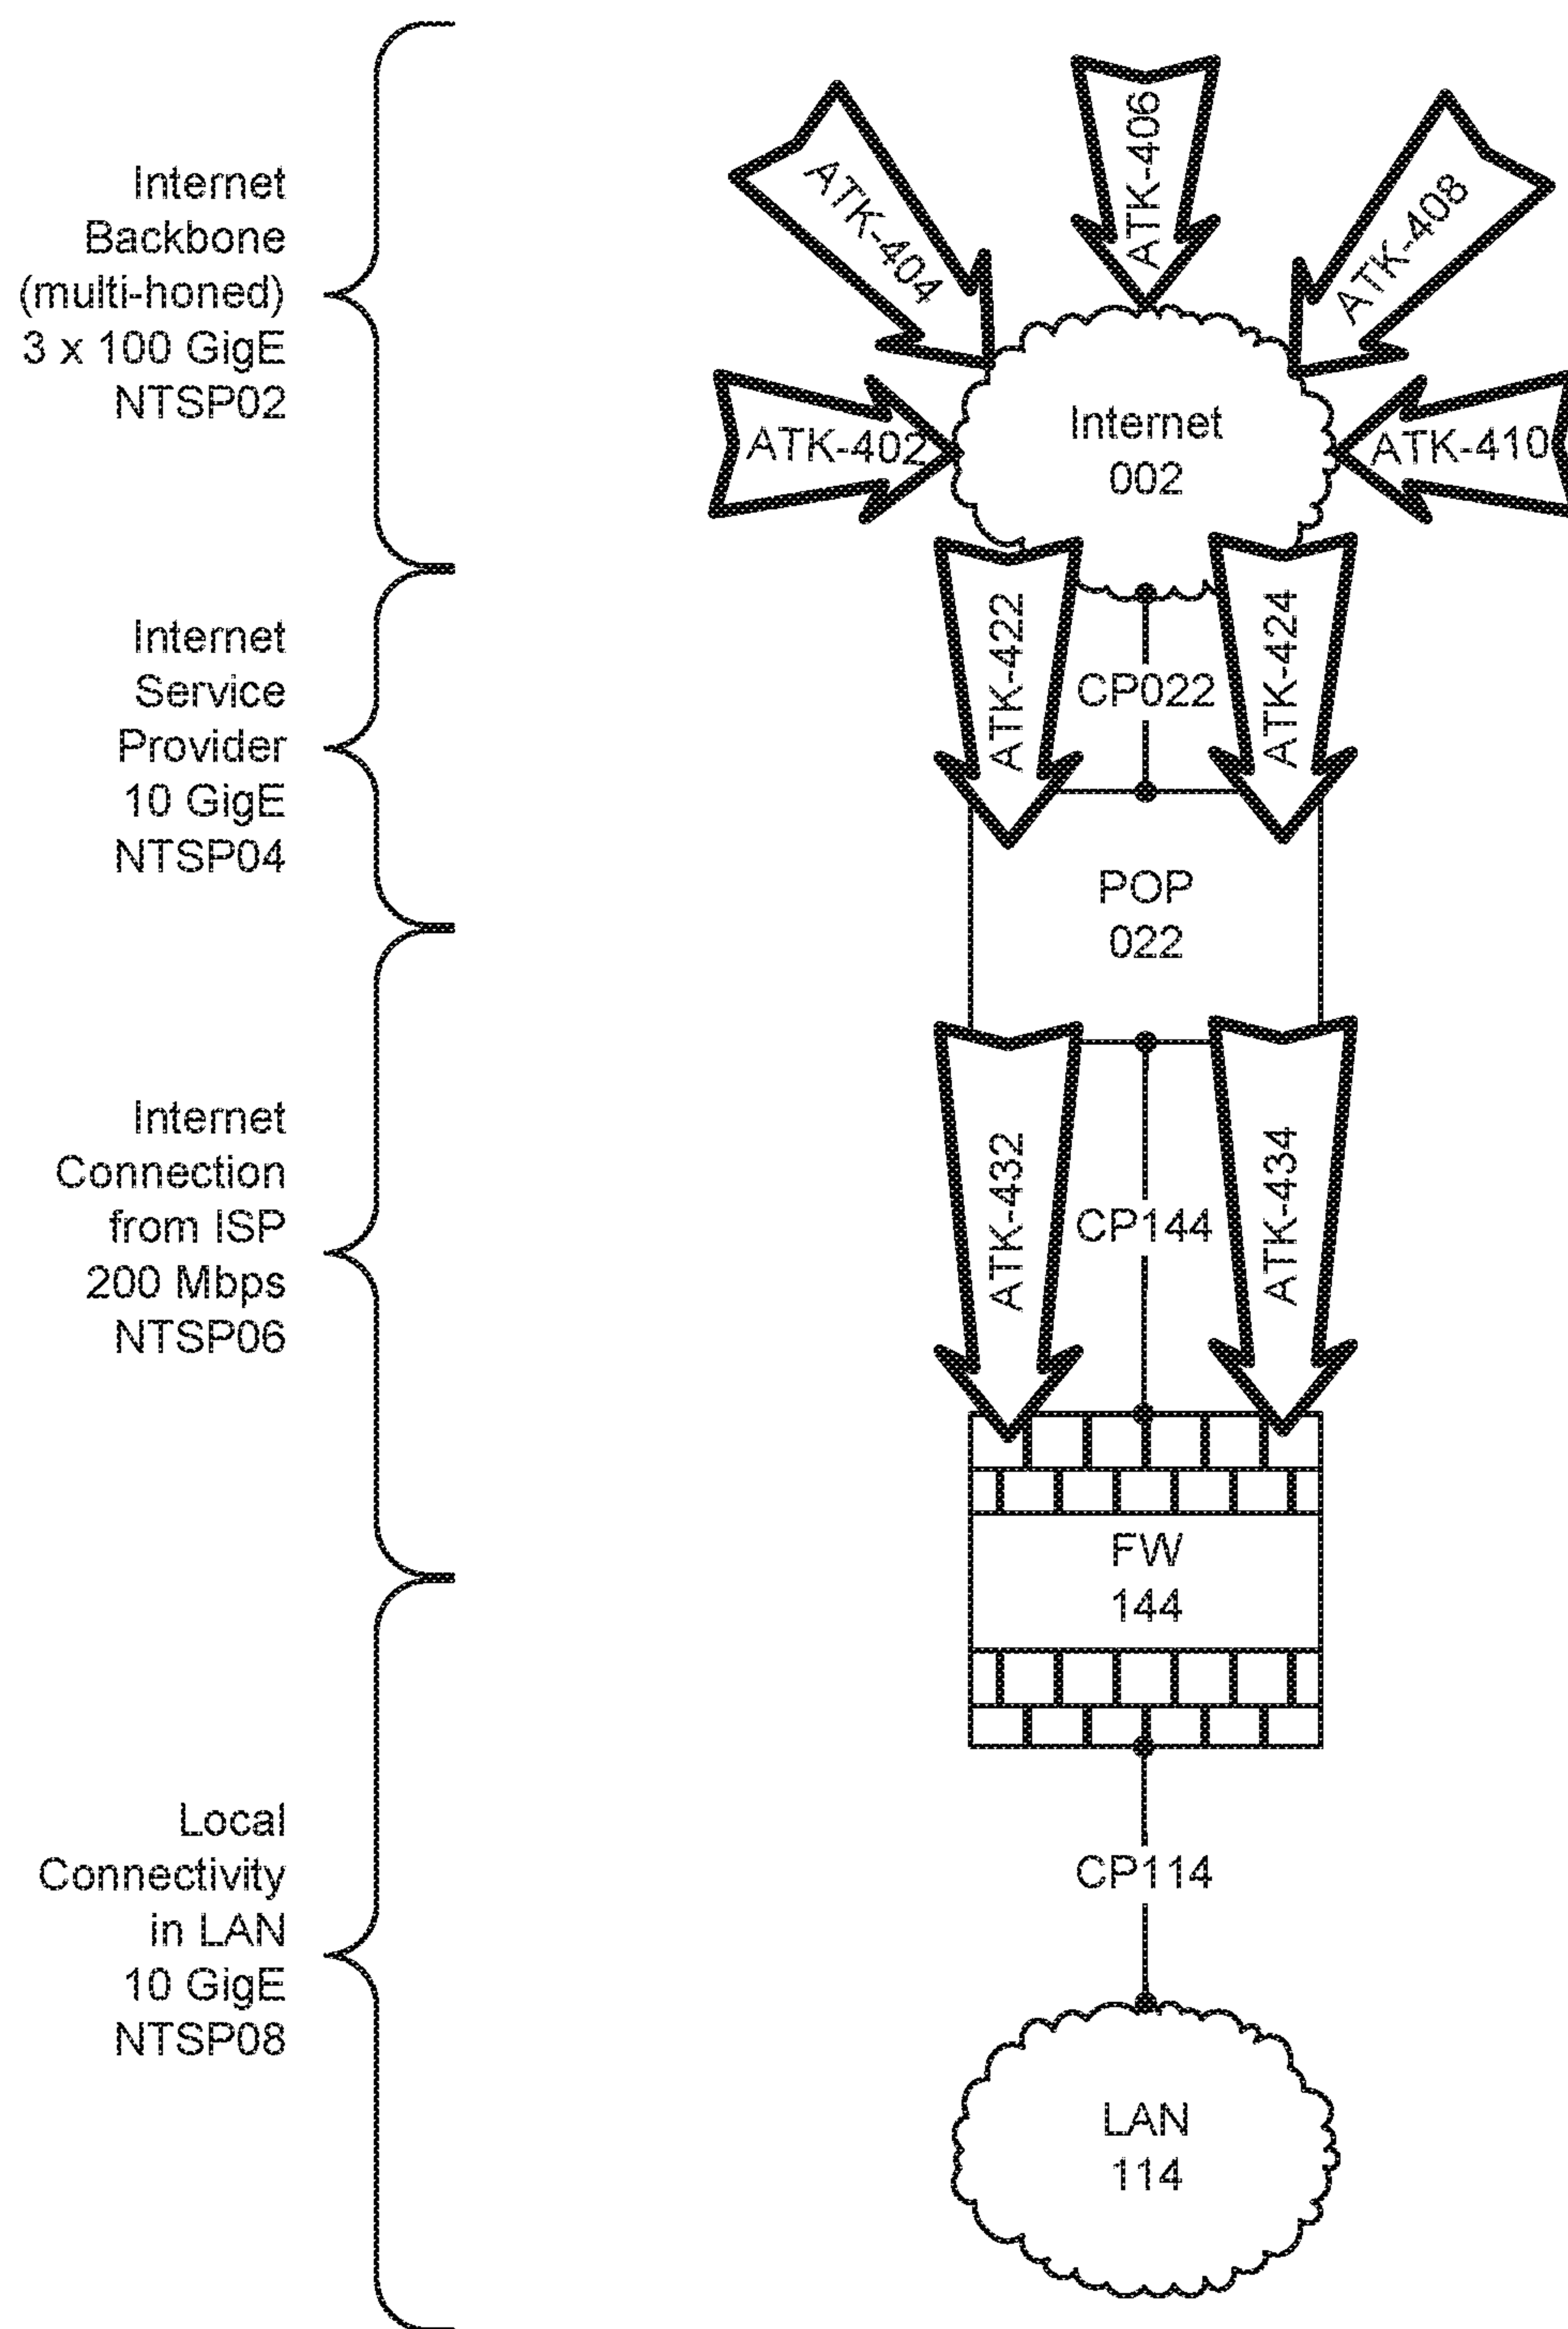 Internet
Backbone
(multi-honed)
3 x 100 GigE
NTSP02
ATK-402
ATK-404
ATK-406
ATK-408
ATK-410
Internet
002
Internet
Service
Provider
10 GigE
NTSP04
ATK-422
CP022
ATK-424
POP
022
Internet
Connection
from ISP
200 Mbps
NTSP06
ATK-432
CP144
ATK-434
FW
144
Local
Connectivity
in LAN
10 GigE
NTSP08
CP114
LAN
114